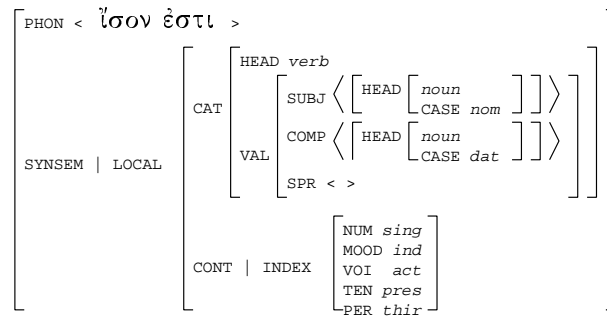 PHON < ἴσον ἐστι >
HEAD verb
SUBJ ⟨ [ HEAD [ noun
CASE nom ] ] ⟩
CAT
VAL
COMP ⟨ [ HEAD [ noun
CASE dat ] ] ⟩
SYNSEM | LOCAL
SPR < >
NUM sing
MOOD ind
CONT | INDEX
VOI act
TEN pres
PER thir